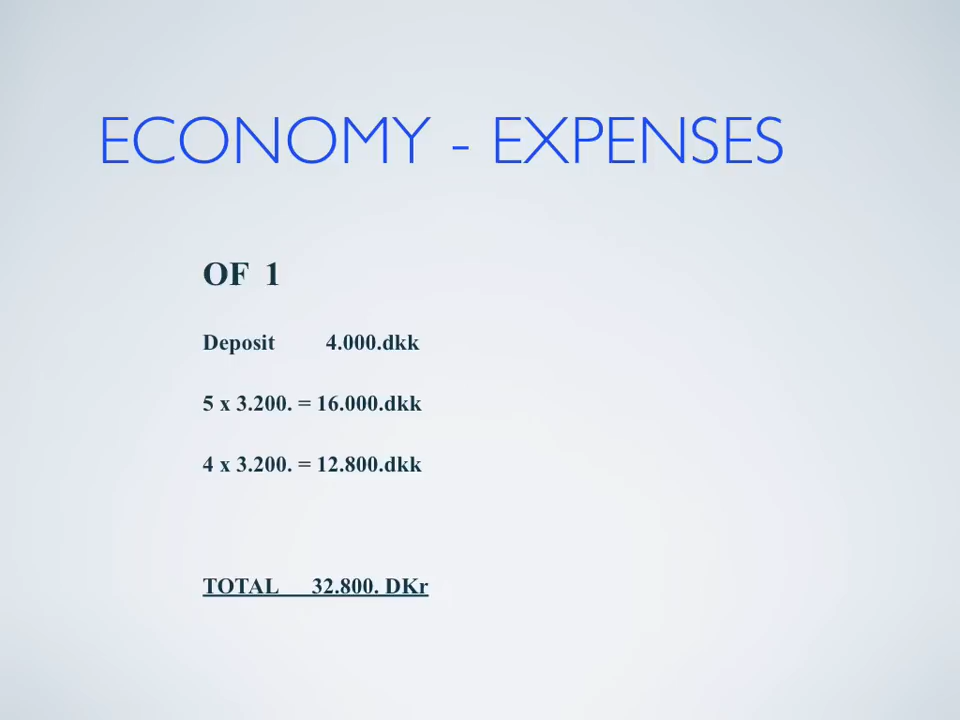 ECONOMY - EXPENSES
OF 1
Deposit 4.000.dkk
5 x 3.200. = 16.000.dkk
4 x 3.200. = 12.800.dkk
TOTAL 32.800. DKr